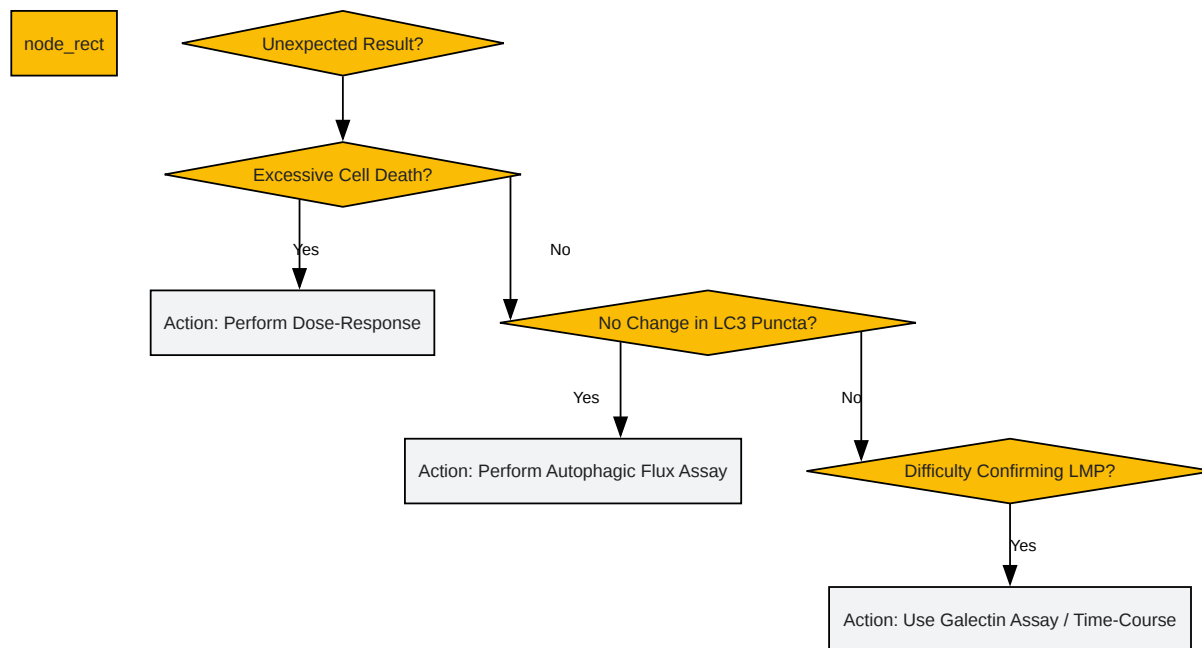 node_rect
Unexpected Result?
Excessive Cell Death?
Yes
No
Action: Perform Dose-Response
No Change in LC3 Puncta?
Yes
No
Action: Perform Autophagic Flux Assay
Difficulty Confirming LMP?
Yes
Action: Use Galectin Assay / Time-Course